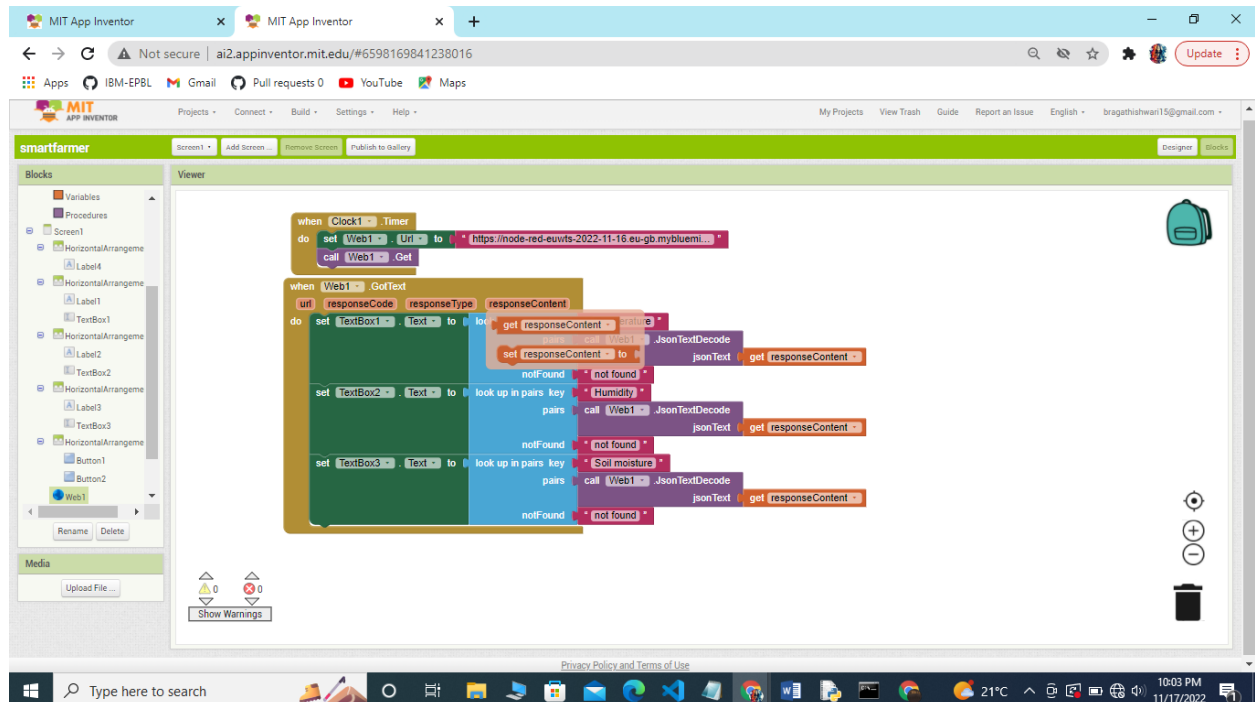 MIT App Inventor
MIT App Inventor
Not secure | ai2.appinventor.mit.edu/#6598169841238016
Update
Apps IBM-EPBL Gmail Pull requests 0 YouTube Maps
MIT
APP INVENTOR
Projects Connect Build Settings Help
My Projects View Trash Guide Report an Issue English bragathishwari15@gmail.com
smartfarmer
Screen1 Add Screen ... Remove Screen Publish to Gallery
Designer Blocks
Blocks
Viewer
Variables
Procedures
Screen1
HorizontalArrangeme
Label4
HorizontalArrangeme
Label1
TextBox1
HorizontalArrangeme
Label2
TextBox2
HorizontalArrangeme
Label3
TextBox3
HorizontalArrangeme
Button1
Button2
Web1
Rename Delete
Media
Upload File ...
when Clock1 .Timer
do set Web1 . Url to " https://node-red-euwts-2022-11-16.eu-gb.mybluemi... "
call Web1 .Get
when Web1 .GotText
url responseCode responseType responseContent
do set TextBox1 . Text to
get responseContent
set responseContent to
pairs call Web1 .JsonTextDecode
jsonText get responseContent
notFound " not found "
set TextBox2 . Text to look up in pairs key " Humidity "
pairs call Web1 .JsonTextDecode
jsonText get responseContent
notFound " not found "
set TextBox3 . Text to look up in pairs key " Soil moisture "
pairs call Web1 .JsonTextDecode
jsonText get responseContent
notFound " not found "
0 0
Show Warnings
Privacy Policy and Terms of Use
Type here to search
21°C
10:03 PM
11/17/2022